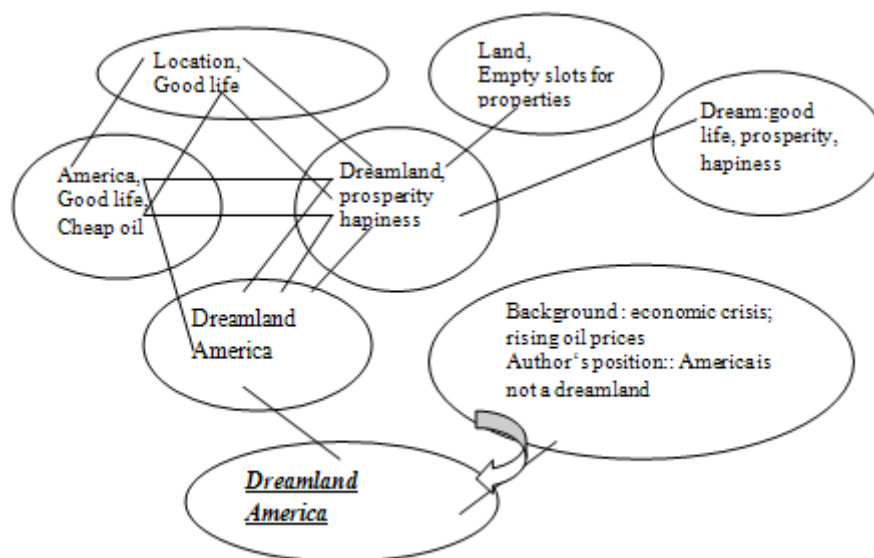 Location,
Good life
Land,
Empty slots for
properties
Dream:good
life, prosperity,
hapiness
America,
Good life,
Cheap oil
Dreamland,
prosperity
hapiness
Dreamland
America
Background : economic crisis;
rising oil prices
Author‘s position:: America is
not a dreamland
Dreamland
America